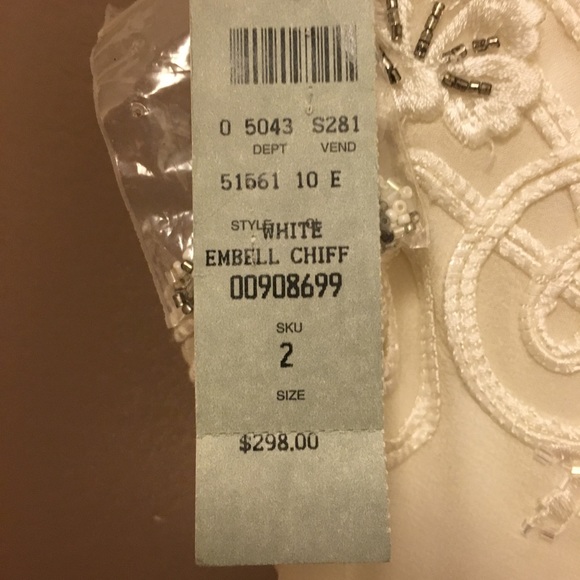 0 5043 S281
DEPT VEND
51561 10 E
STYLE CL
WHITE
EMBELL CHIFF
00908699
SKU
2
SIZE
$298.00